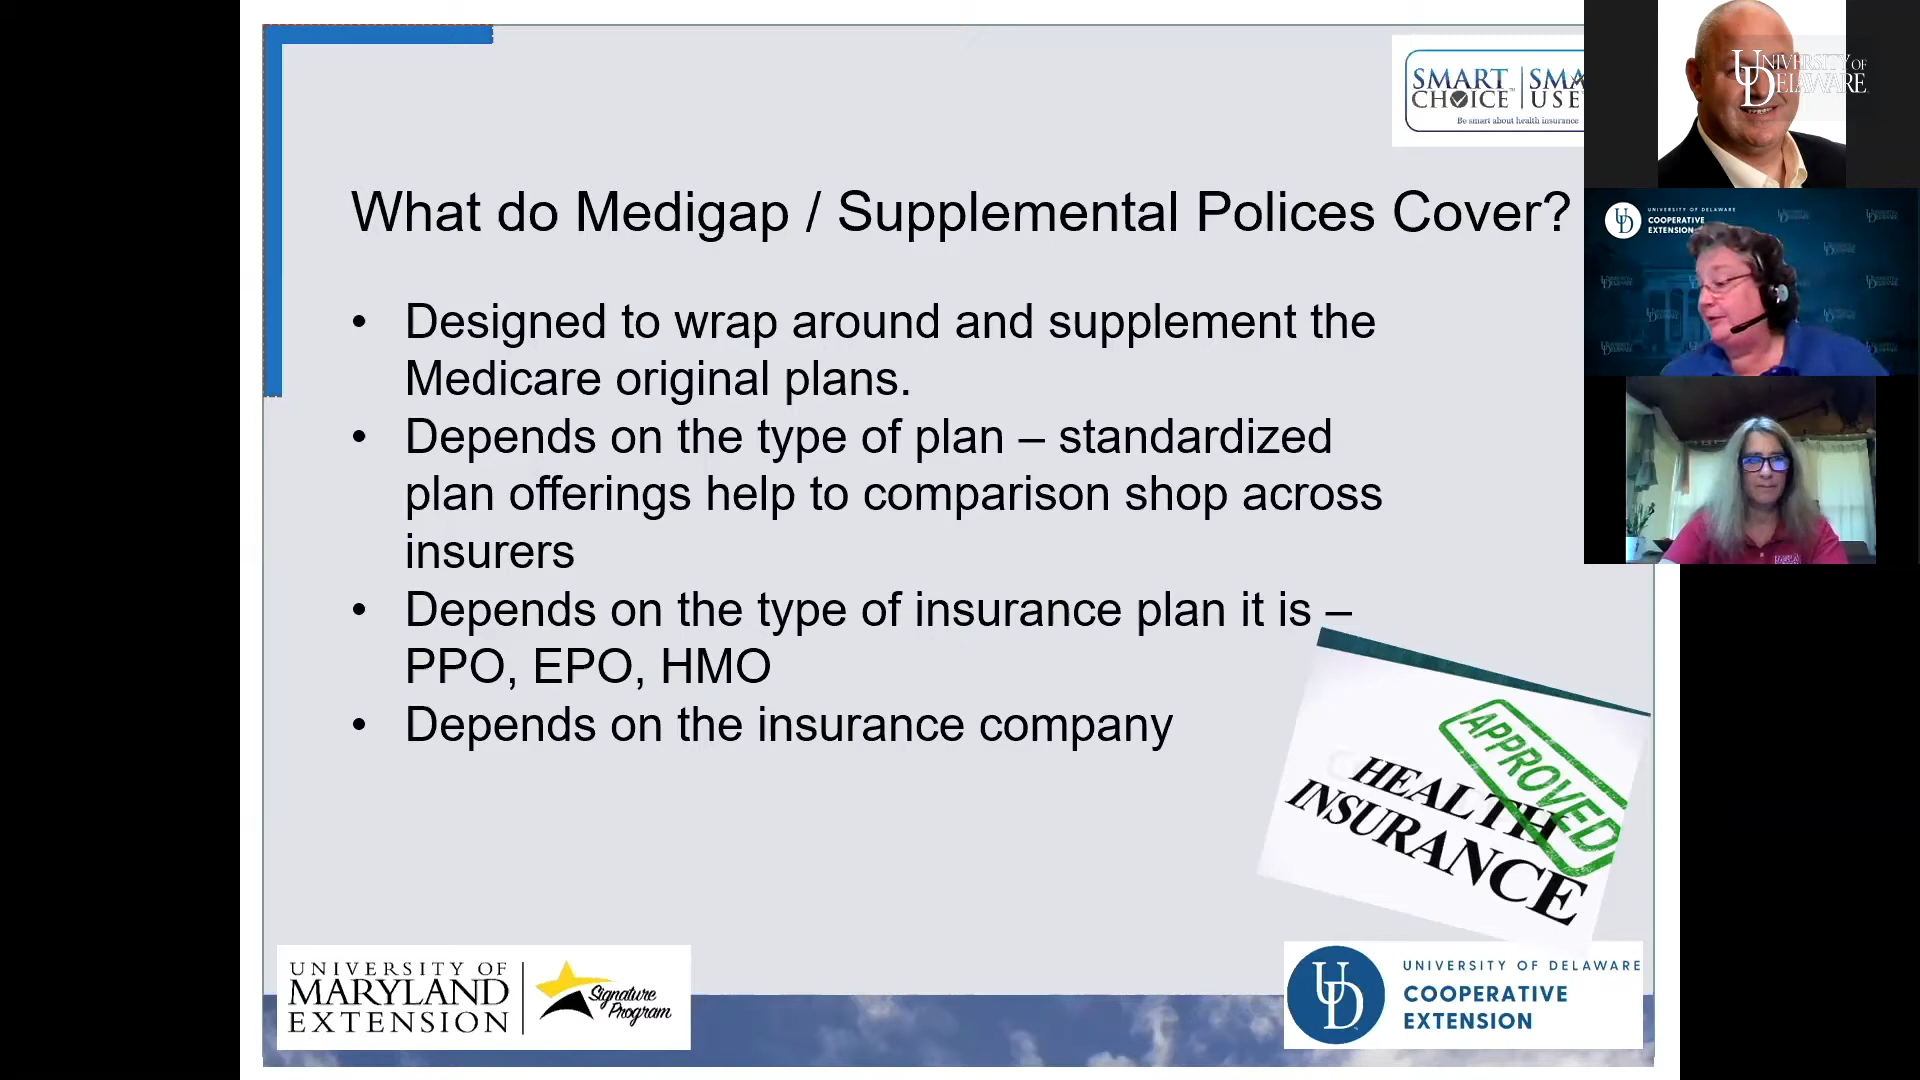 SMART
CHOICE™
SMA
USE
Be smart about health insurance
UNIVERSITY OF
DELAWARE
UNIVERSITY OF DELAWARE
COOPERATIVE
EXTENSION
What do Medigap / Supplemental Polices Cover?
• Designed to wrap around and supplement the
Medicare original plans.
• Depends on the type of plan – standardized
plan offerings help to comparison shop across
insurers
• Depends on the type of insurance plan it is –
PPO, EPO, HMO
• Depends on the insurance company
APPROVED
HEALTH
INSURANCE
UNIVERSITY OF
MARYLAND
EXTENSION
Signature
Program
UD
UNIVERSITY OF DELAWARE
COOPERATIVE
EXTENSION